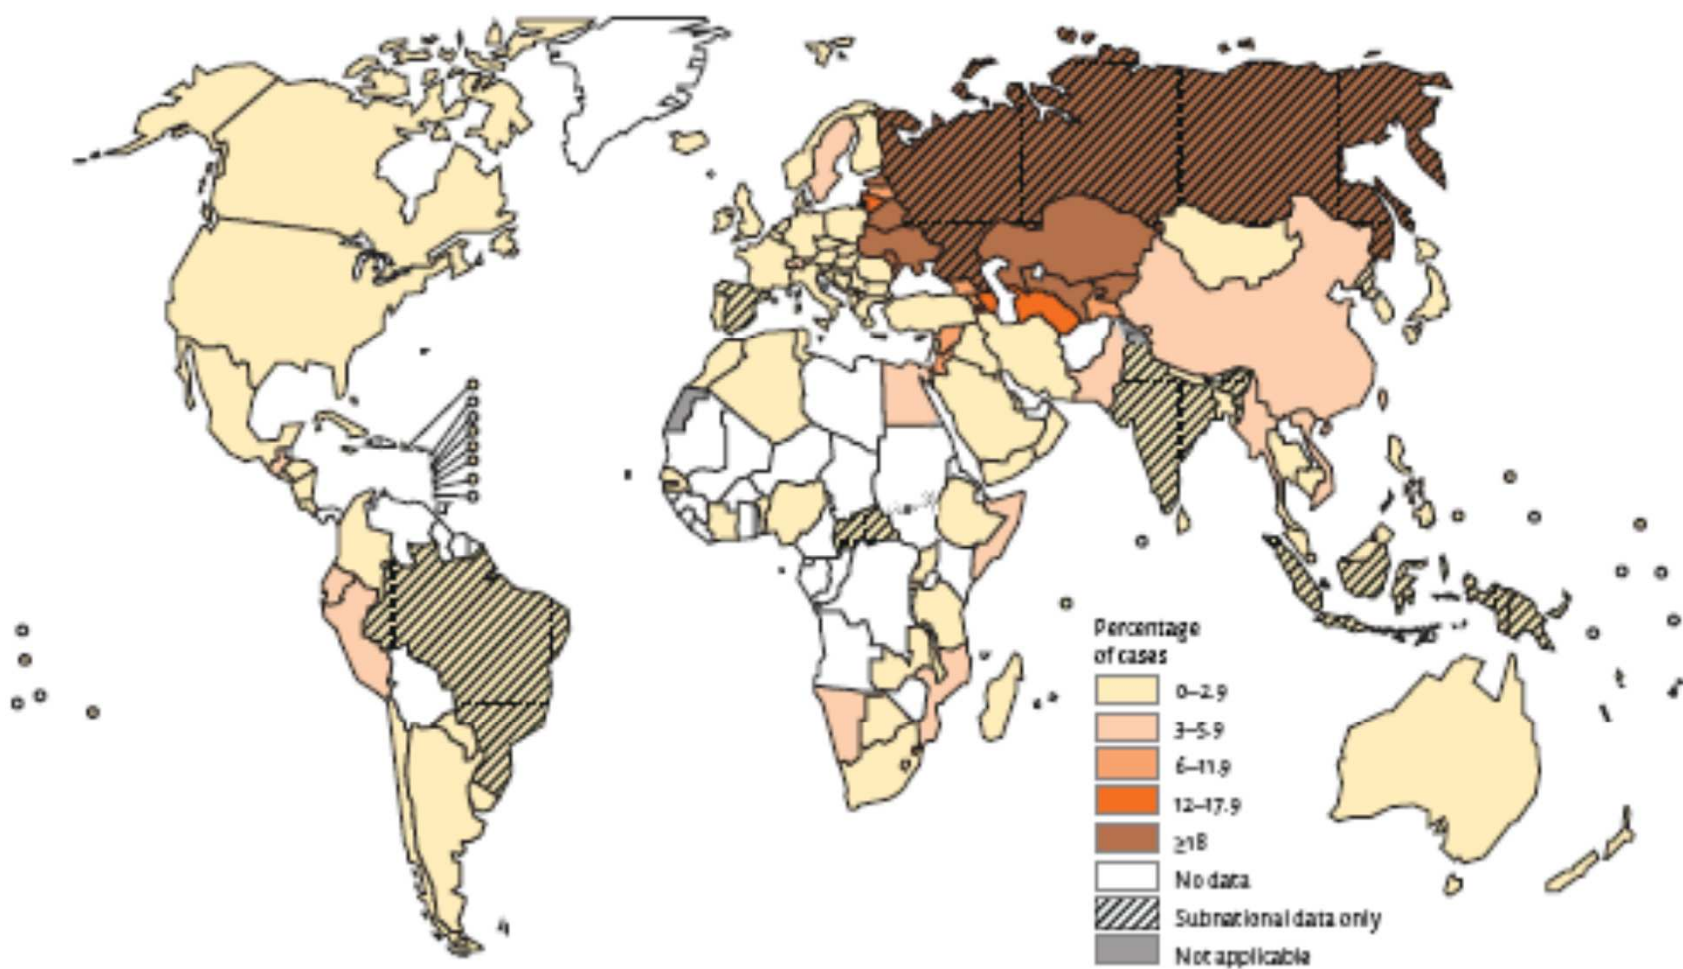 Percentage
of cases
0–2.9
3–5.9
6–11.9
12–17.9
≥18
No data
Subnational data only
Not applicable